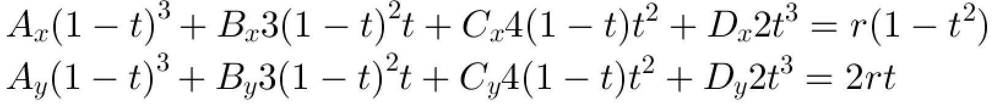 A_x(1 − t)^3 + B_x3(1 − t)^2t + C_x4(1 − t)t^2 + D_x2t^3 = r(1 − t^2)
A_y(1 − t)^3 + B_y3(1 − t)^2t + C_y4(1 − t)t^2 + D_y2t^3 = 2rt